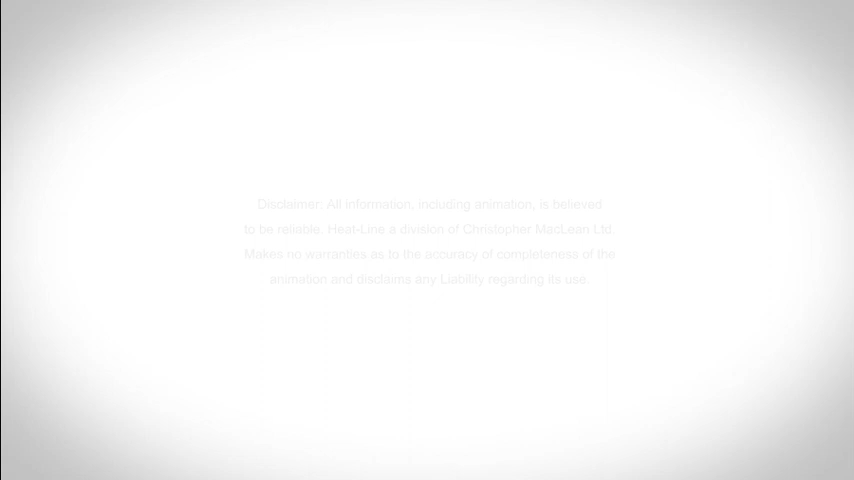 Disclaimer. All information, including animation, is believed
to be reliable. Heat-Line a division of Christopher MacLean Ltd.
Makes no warranties as to the accuracy of completeness of the
animation and disclaims any Liability regarding its use.